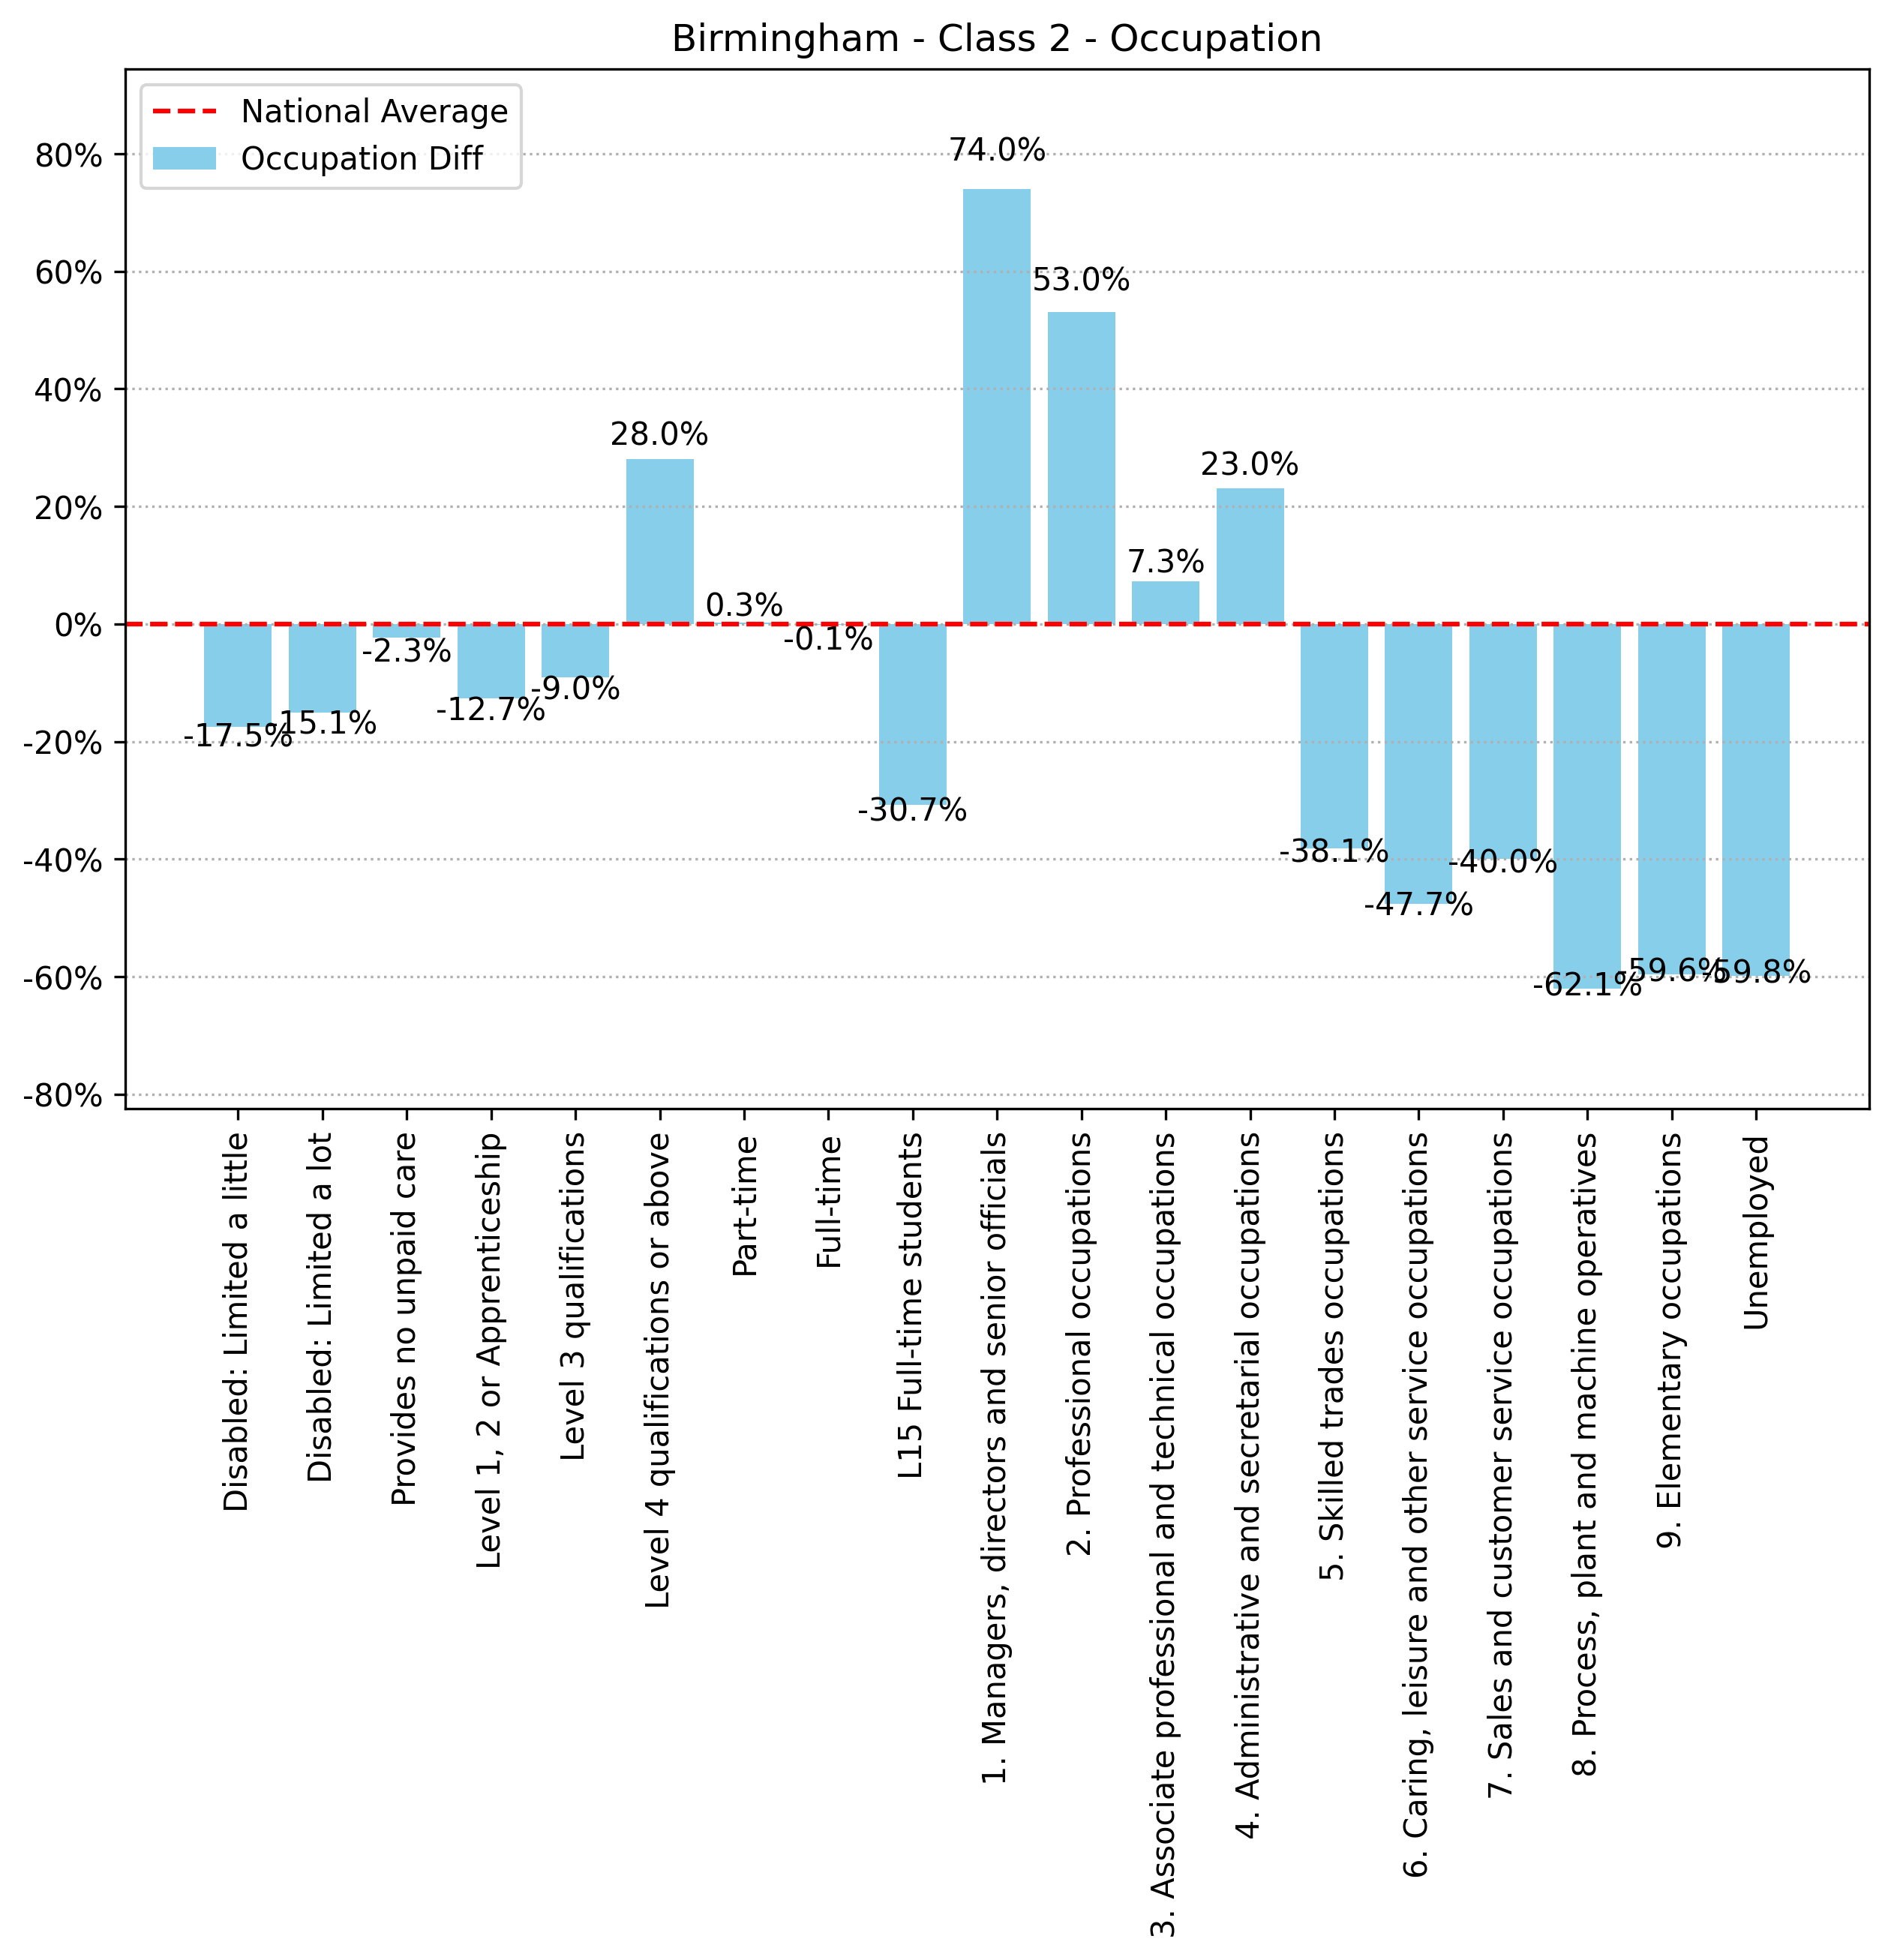 Birmingham - Class 2 - Occupation
National Average
Occupation Diff
80%
60%
40%
20%
0%
-20%
-40%
-60%
-80%
-17.5%
-15.1%
-2.3%
-12.7%
-9.0%
28.0%
0.3%
-0.1%
-30.7%
74.0%
53.0%
7.3%
23.0%
-38.1%
-47.7%
-40.0%
-62.1%
-59.6%
-59.8%
Disabled: Limited a little
Disabled: Limited a lot
Provides no unpaid care
Level 1, 2 or Apprenticeship
Level 3 qualifications
Level 4 qualifications or above
Part-time
Full-time
L15 Full-time students
1. Managers, directors and senior officials
2. Professional occupations
3. Associate professional and technical occupations
4. Administrative and secretarial occupations
5. Skilled trades occupations
6. Caring, leisure and other service occupations
7. Sales and customer service occupations
8. Process, plant and machine operatives
9. Elementary occupations
Unemployed